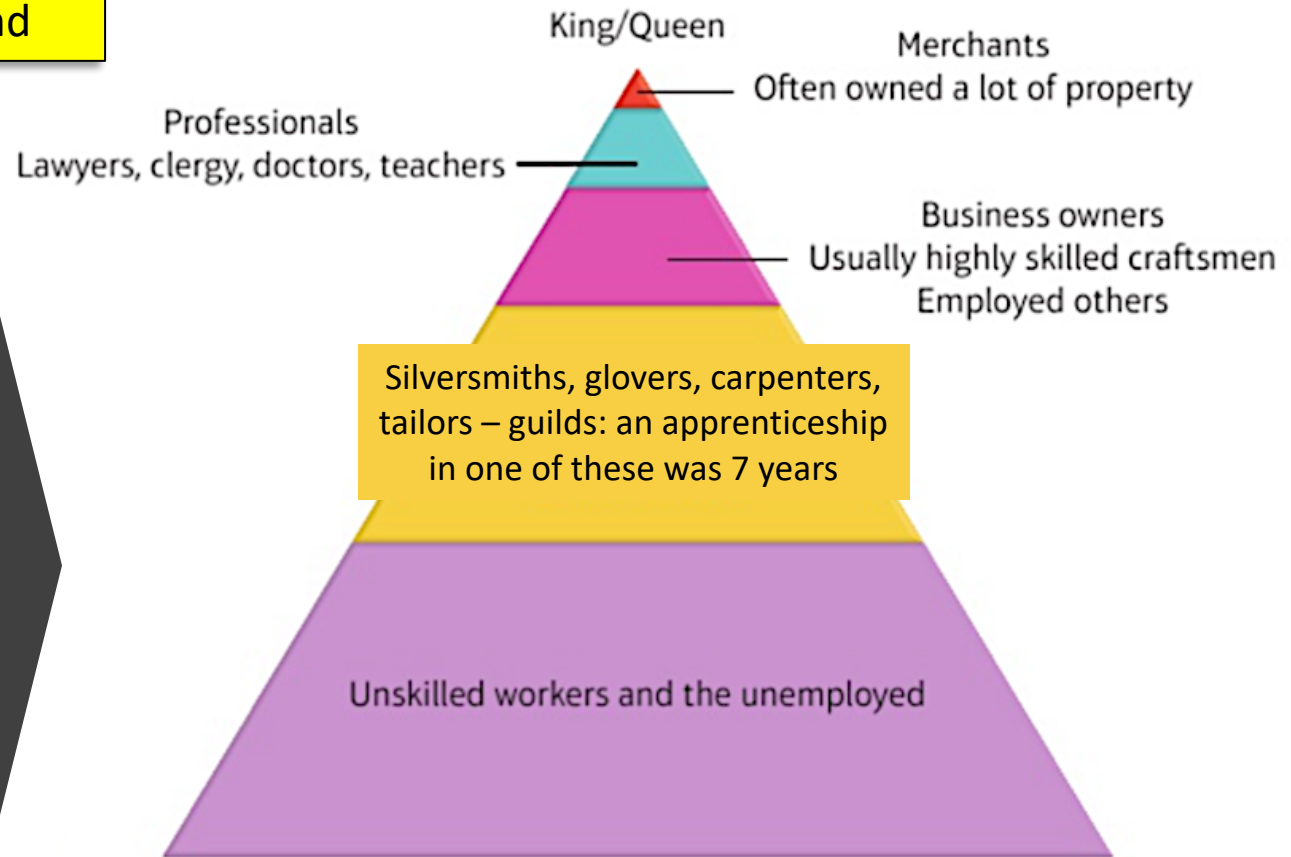 King/Queen
Merchants
Often owned a lot of property
Professionals
Lawyers, clergy, doctors, teachers
Business owners
Usually highly skilled craftsmen
Employed others
Silversmiths, glovers, carpenters,
tailors – guilds: an apprenticeship
in one of these was 7 years
Unskilled workers and the unemployed